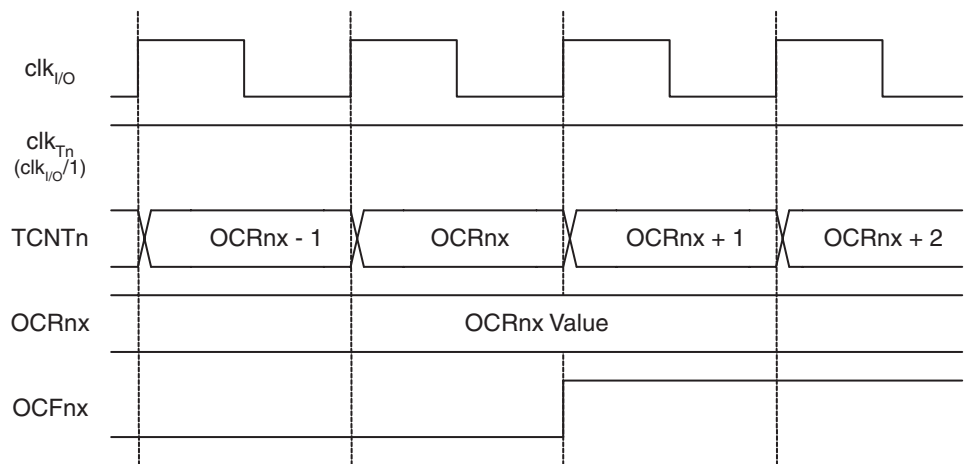 clkI/O
clkTn
(clkI/O/1)
TCNTn
OCRnx - 1
OCRnx
OCRnx + 1
OCRnx + 2
OCRnx
OCRnx Value
OCFnx